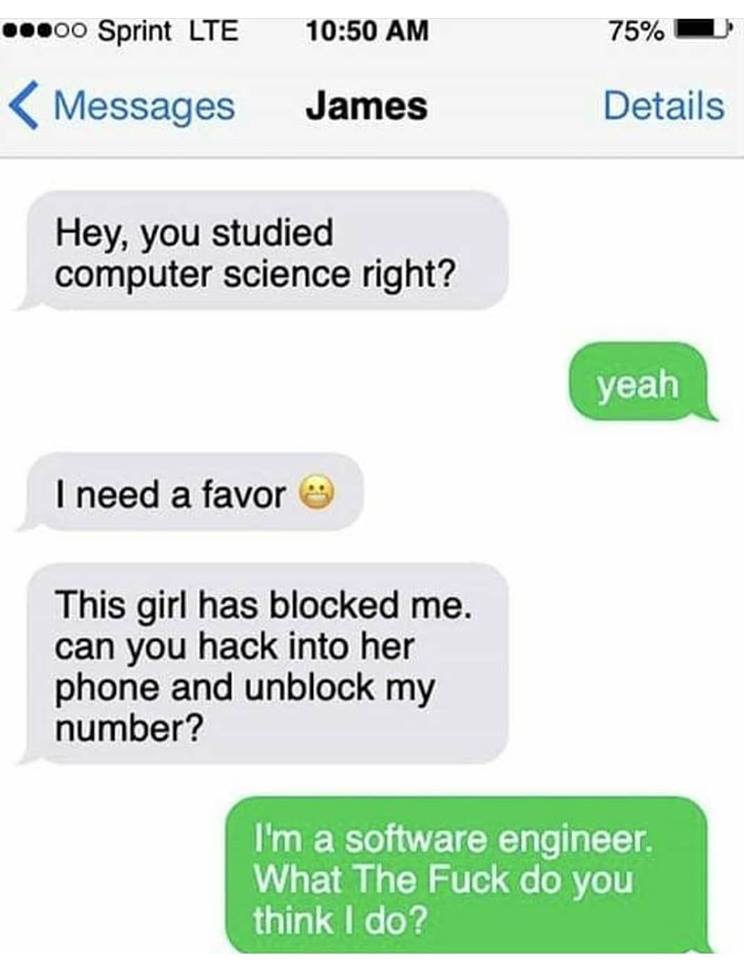 Sprint LTE 10:50 AM 75%
Messages James Details
Hey, you studied
computer science right?
yeah
I need a favor 😬
This girl has blocked me.
can you hack into her
phone and unblock my
number?
I'm a software engineer.
What The Fuck do you
think I do?